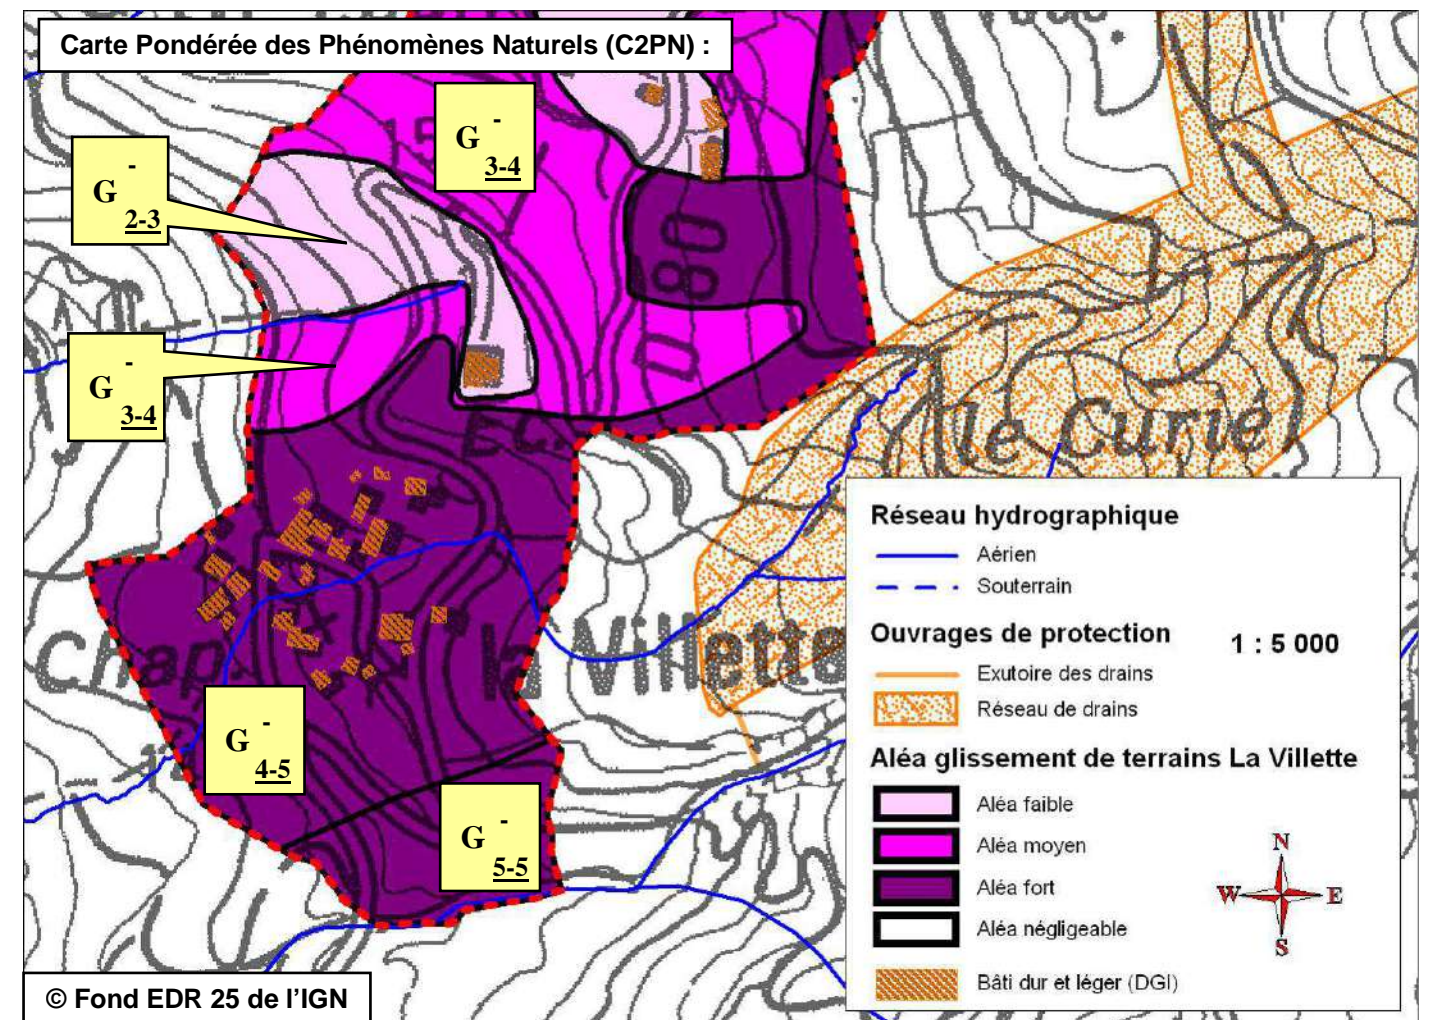 Carte Pondérée des Phénomènes Naturels (C2PN) :
G - 3-4
G - 2-3
D 80
G - 3-4
le Curie
Réseau hydrographique
Aérien
Souterrain
Ouvrages de protection
1 : 5 000
Exutoire des drains
Réseau de drains
Aléa glissement de terrains La Villette
Aléa faible
Aléa moyen
Aléa fort
Aléa négligeable
Bâti dur et léger (DGI)
N
W
E
S
la Villette
G - 4-5
G - 5-5
© Fond EDR 25 de l'IGN